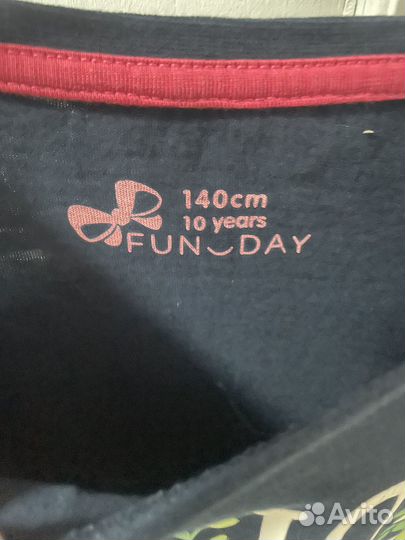 140cm
10 years
FUN DAY
Avito